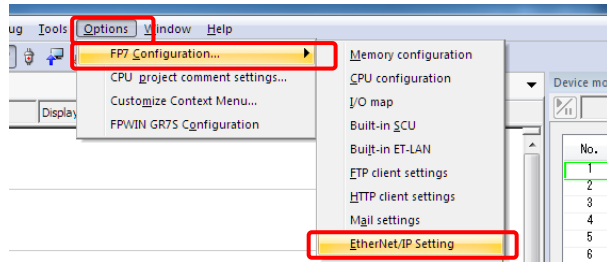 ug Tools Options Window Help
FP7 Configuration...
CPU project comment settings...
Customize Context Menu...
FPWIN GR7S Configuration
Display
Memory configuration
CPU configuration
I/O map
Built-in SCU
Built-in ET-LAN
FTP client settings
HTTP client settings
Mail settings
EtherNet/IP Setting
Device mo
No.
1
2
3
4
5
6